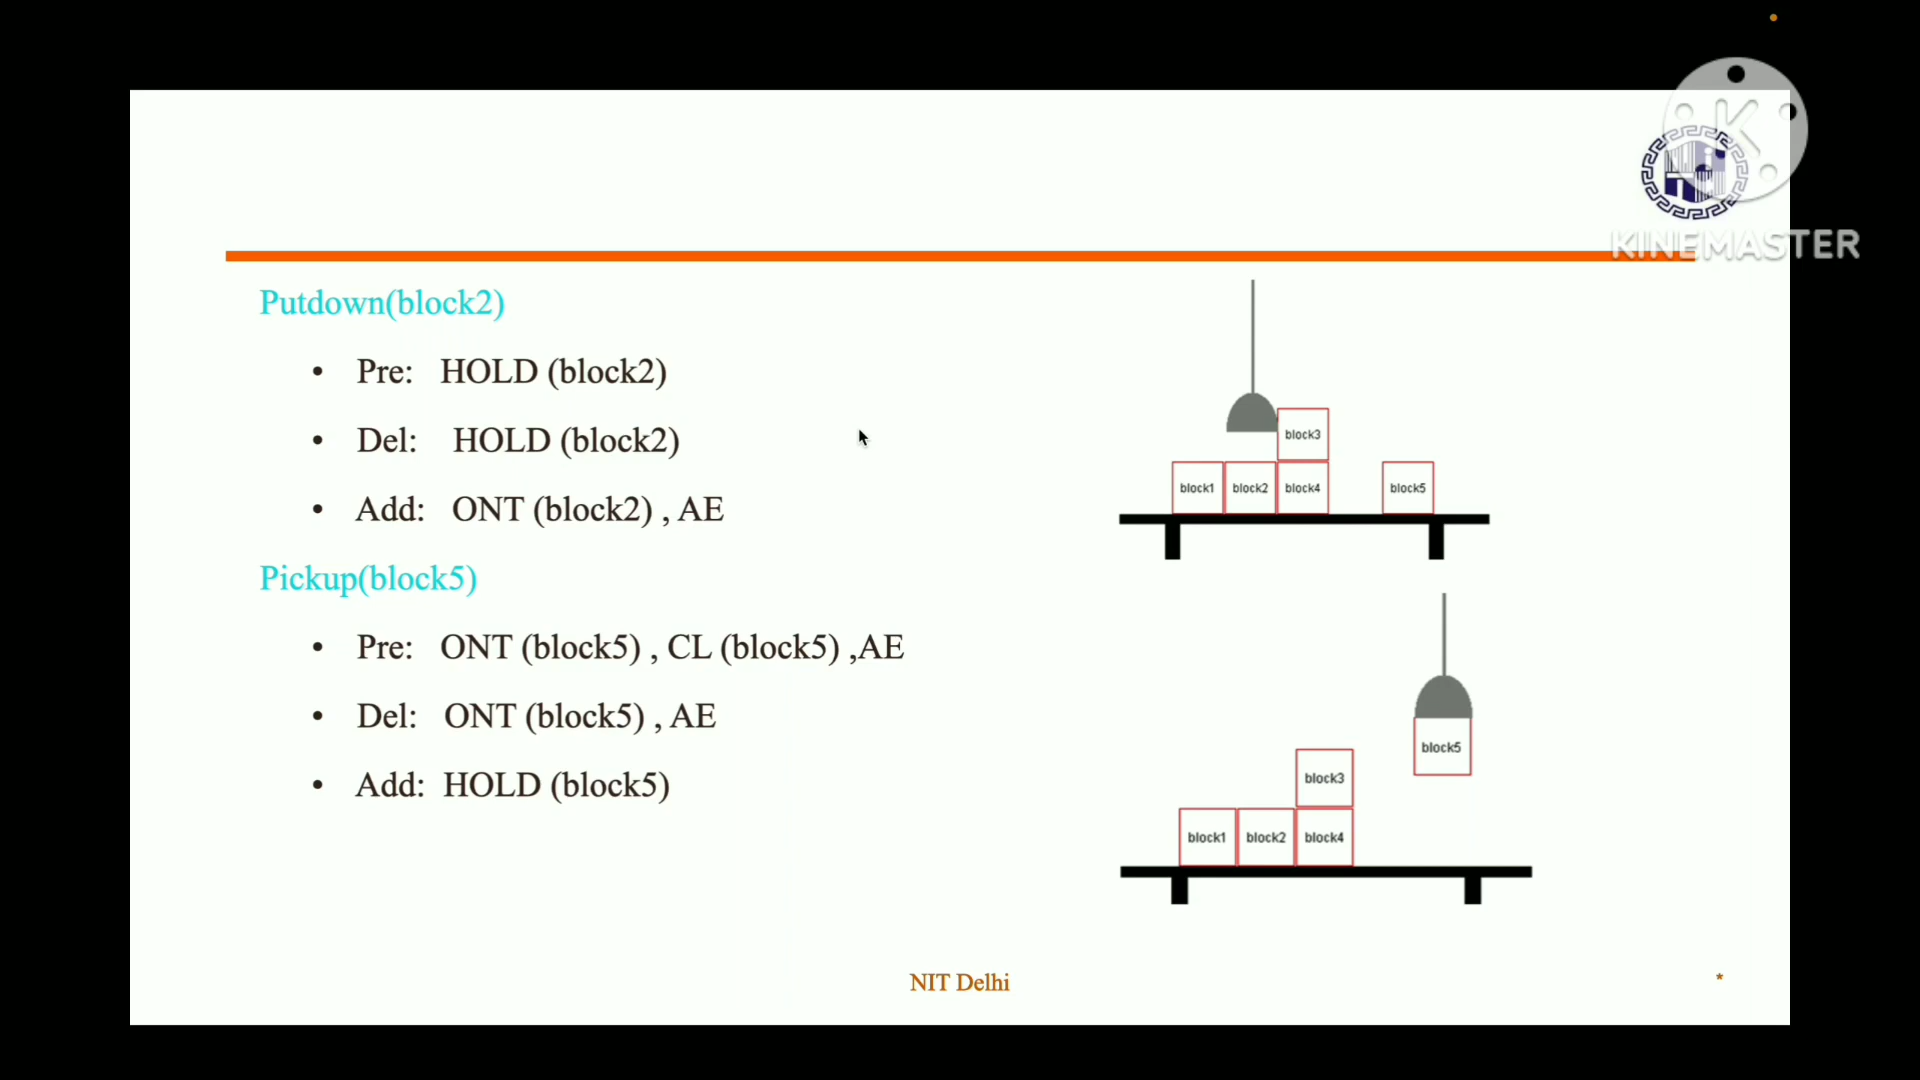 KINEMASTER
Putdown(block2)
• Pre: HOLD (block2)
• Del: HOLD (block2)
• Add: ONT (block2) , AE
Pickup(block5)
• Pre: ONT (block5) , CL (block5) ,AE
• Del: ONT (block5) , AE
• Add: HOLD (block5)
block3
block1 block2 block4 block5
block5
block3
block1 block2 block4
NIT Delhi
*